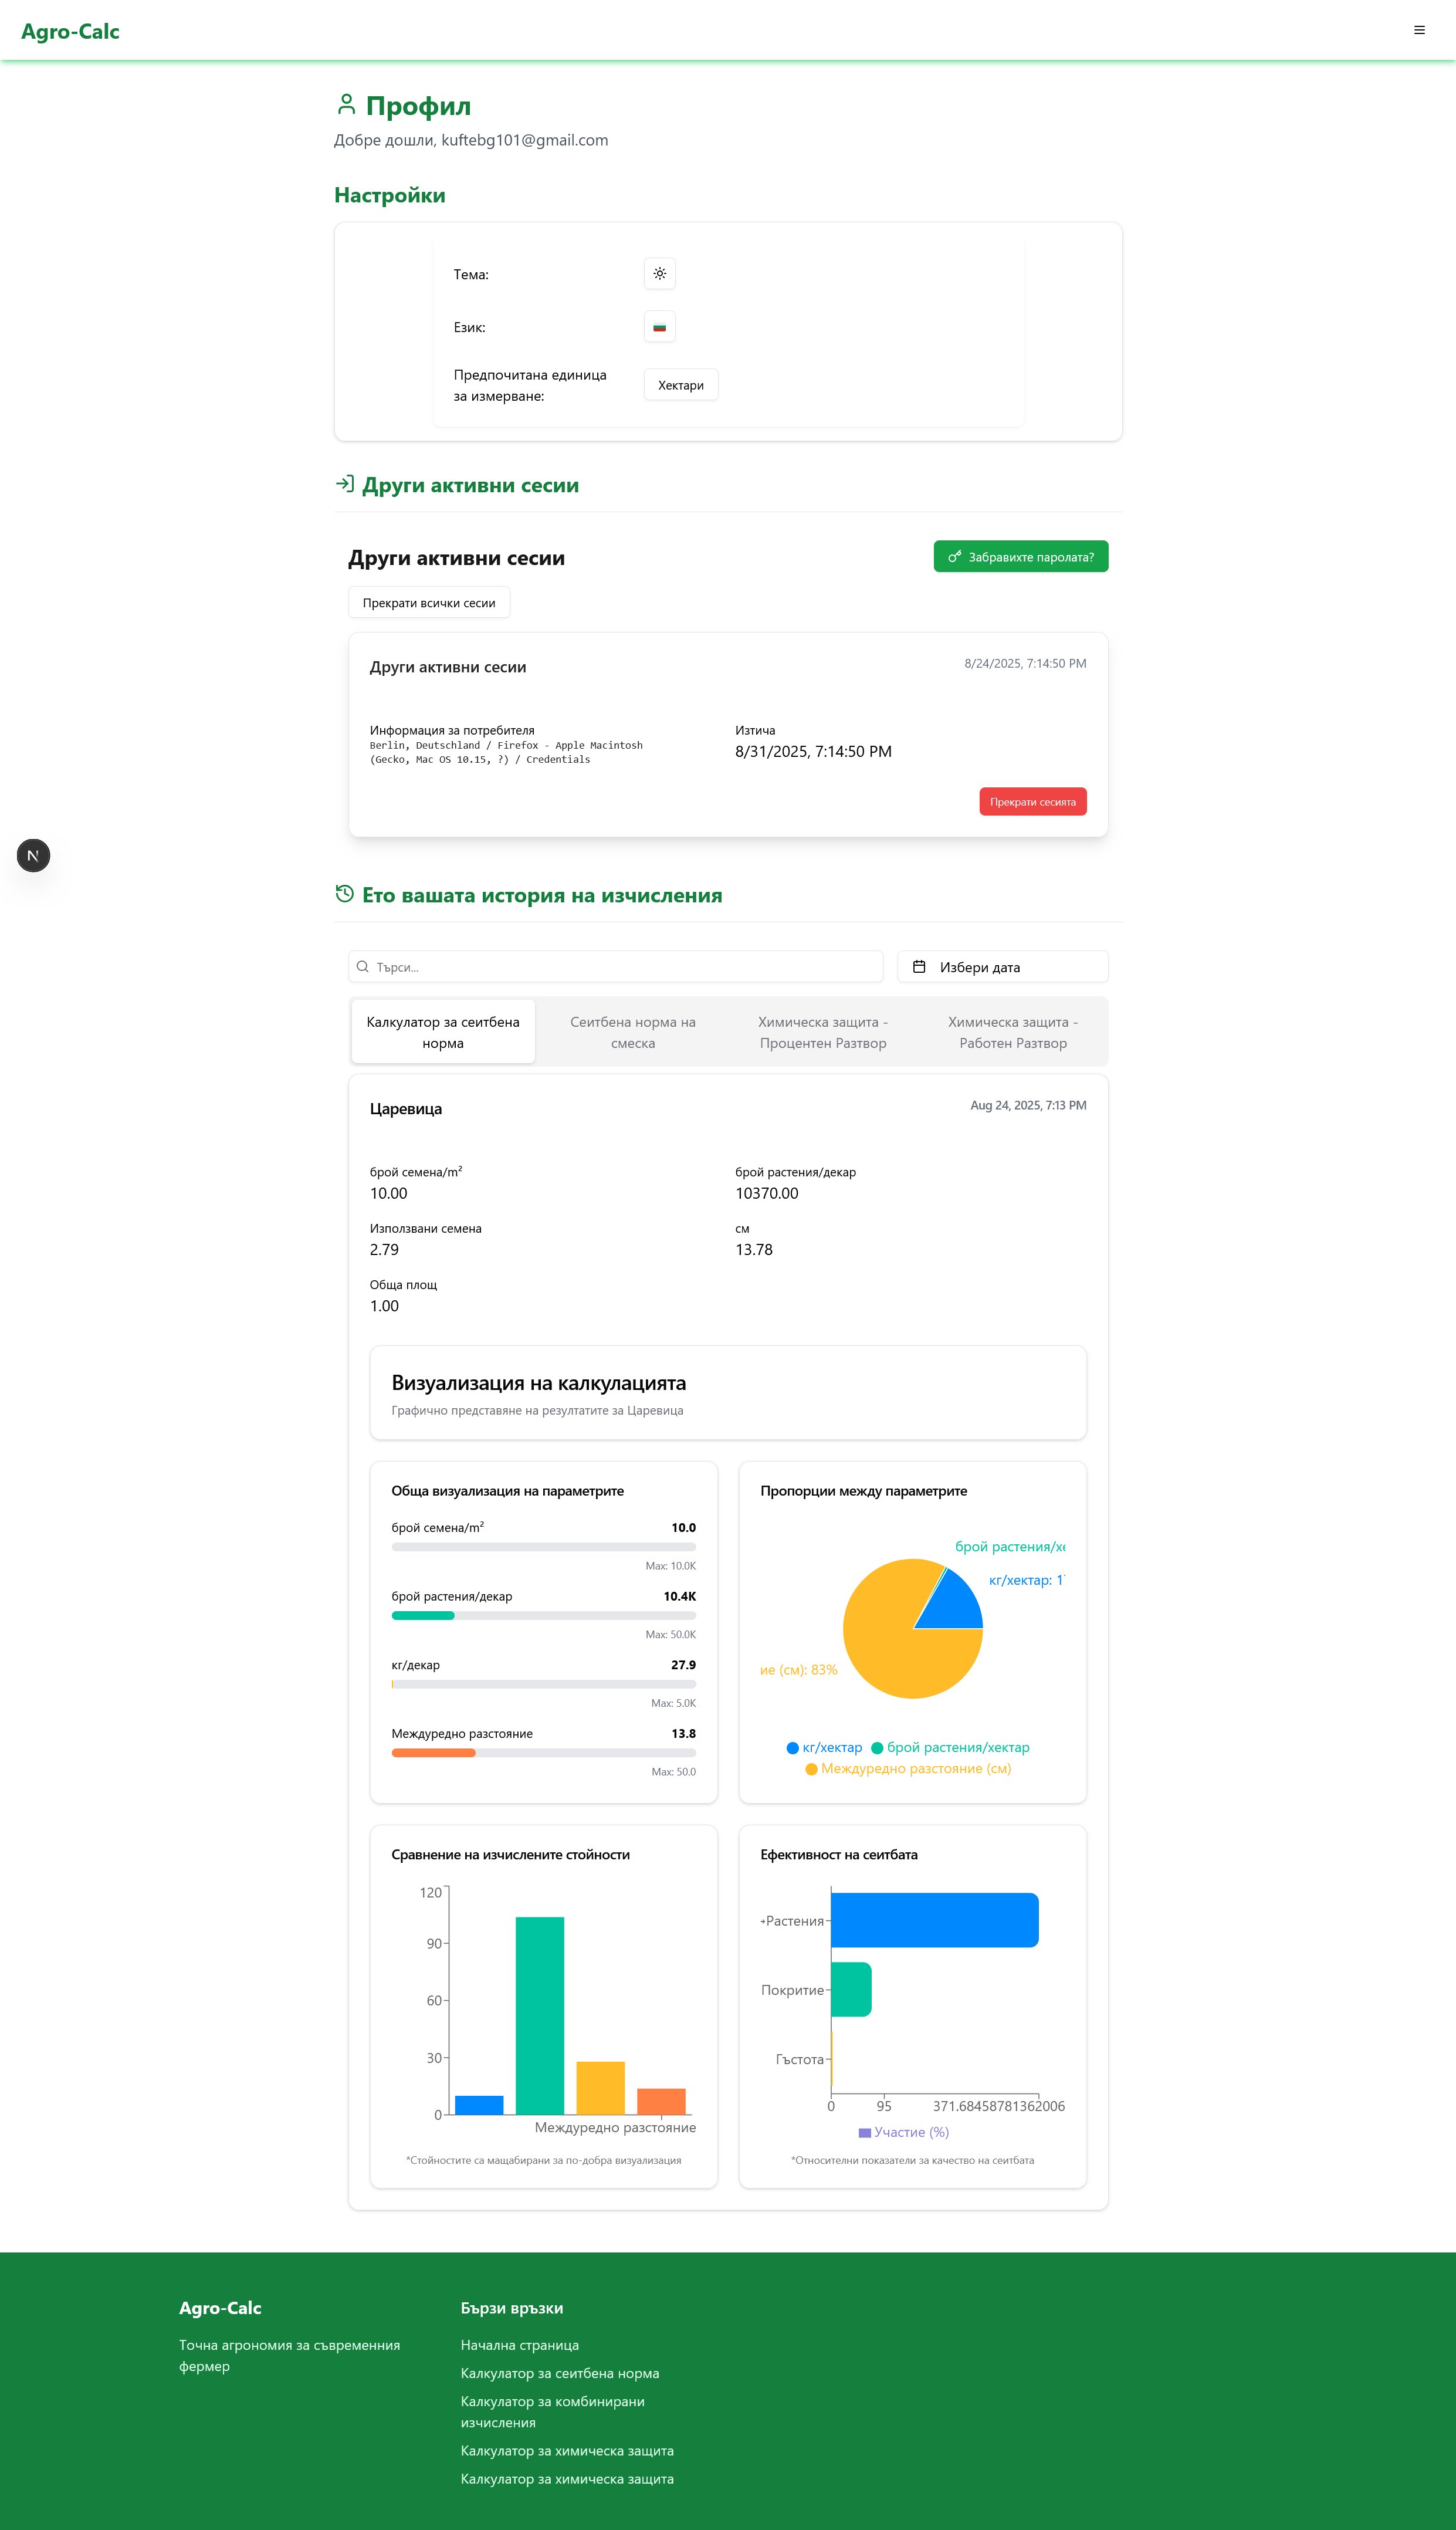 Agro-Calc
Профил
Добре дошли, kuftebg101@gmail.com
Настройки
Тема:
Език:
Предпочитана единица
за измерване:
Хектари
Други активни сесии
Други активни сесии
Забравихте паролата?
Прекрати всички сесии
Други активни сесии
8/24/2025, 7:14:50 PM
Информация за потребителя
Berlin, Deutschland / Firefox - Apple Macintosh
(Gecko, Mac OS 10.15, ?) / Credentials
Изтича
8/31/2025, 7:14:50 PM
Прекрати сесията
N
Ето вашата история на изчисления
Търси...
Избери дата
Калкулатор за сеитбена
норма
Сеитбена норма на
смеска
Химическа защита -
Процентен Разтвор
Химическа защита -
Работен Разтвор
Царевица
Aug 24, 2025, 7:13 PM
брой семена/m²
10.00
брой растения/декар
10370.00
Използвани семена
2.79
см
13.78
Обща площ
1.00
Визуализация на калкулацията
Графично представяне на резултатите за Царевица
Обща визуализация на параметрите
брой семена/m²
10.0
Max: 10.0K
брой растения/декар
10.4K
Max: 50.0K
кг/декар
27.9
Max: 5.0K
Междуредно разстояние
13.8
Max: 50.0
Пропорции между параметрите
брой растения/хе
кг/хектар: 1
ие (см): 83%
кг/хектар
брой растения/хектар
Междуредно разстояние (см)
Сравнение на изчислените стойности
120
90
60
30
0
Междуредно разстояние
*Стойностите са мащабирани за по-добра визуализация
Ефективност на сеитбата
Растения
Покритие
Гъстота
0
95
371.68458781362006
Участие (%)
*Относителни показатели за качество на сеитбата
Agro-Calc
Точна агрономия за съвременния
фермер
Бързи връзки
Начална страница
Калкулатор за сеитбена норма
Калкулатор за комбинирани
изчисления
Калкулатор за химическа защита
Калкулатор за химическа защита